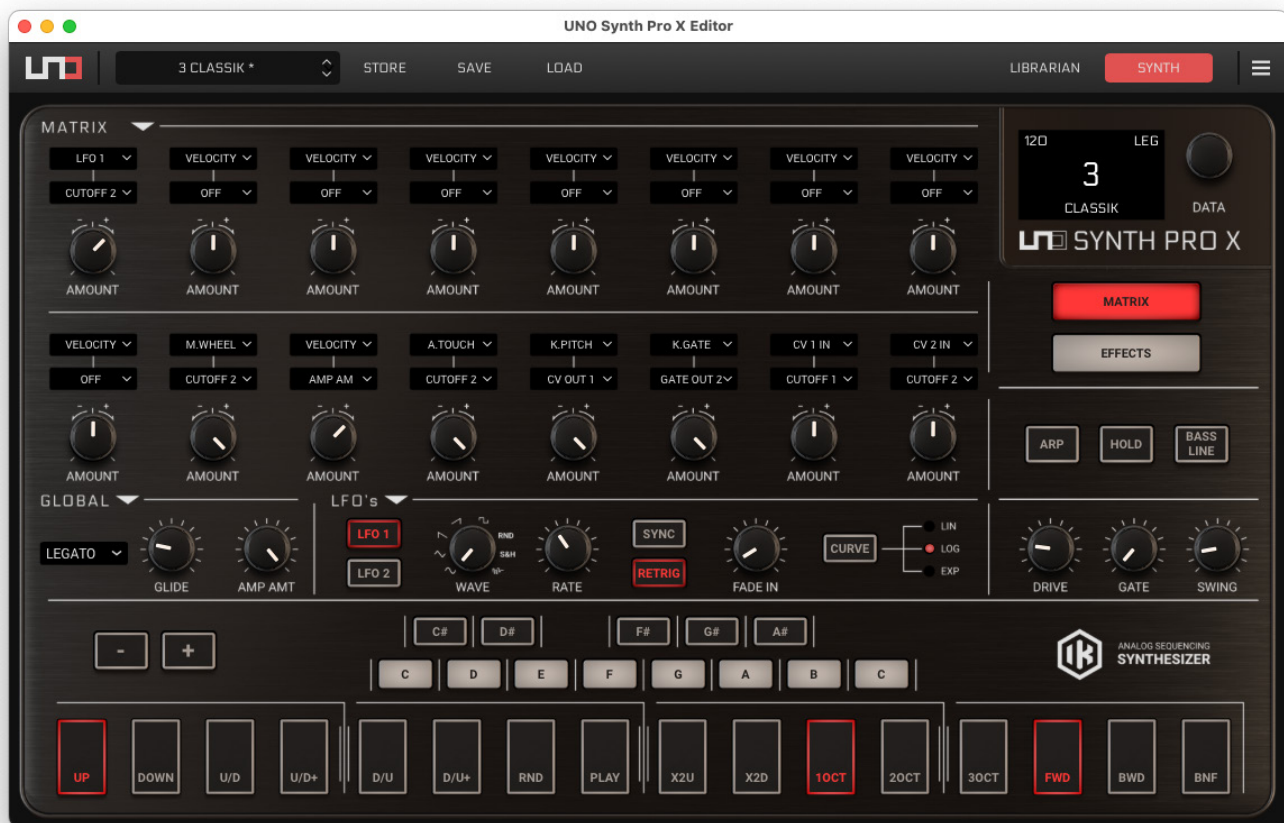 UNO Synth Pro X Editor
UNO 3 CLASSIK * STORE SAVE LOAD LIBRARIAN SYNTH
MATRIX
LFO 1 VELOCITY VELOCITY VELOCITY VELOCITY VELOCITY VELOCITY VELOCITY
CUTOFF 2 OFF OFF OFF OFF OFF OFF OFF
- + - + - + - + - + - + - + - +
AMOUNT AMOUNT AMOUNT AMOUNT AMOUNT AMOUNT AMOUNT AMOUNT
120 LEG
3
CLASSIK
DATA
UNO SYNTH PRO X
MATRIX
EFFECTS
VELOCITY M.WHEEL VELOCITY A.TOUCH K.PITCH K.GATE CV 1 IN CV 2 IN
OFF CUTOFF 2 AMP AM CUTOFF 2 CV OUT 1 GATE OUT 2 CUTOFF 1 CUTOFF 2
- + - + - + - + - + - + - + - +
AMOUNT AMOUNT AMOUNT AMOUNT AMOUNT AMOUNT AMOUNT AMOUNT
ARP HOLD BASS LINE
GLOBAL
LEGATO
GLIDE AMP AMT
LFO's
LFO 1
LFO 2
RND
S&H
WAVE RATE
SYNC
RETRIG
FADE IN
CURVE
LIN
LOG
EXP
DRIVE GATE SWING
- +
C# D# F# G# A#
C D E F G A B C
IK
ANALOG SEQUENCING
SYNTHESIZER
UP DOWN U/D U/D+ D/U D/U+ RND PLAY X2U X2D 1OCT 2OCT 3OCT FWD BWD BNF